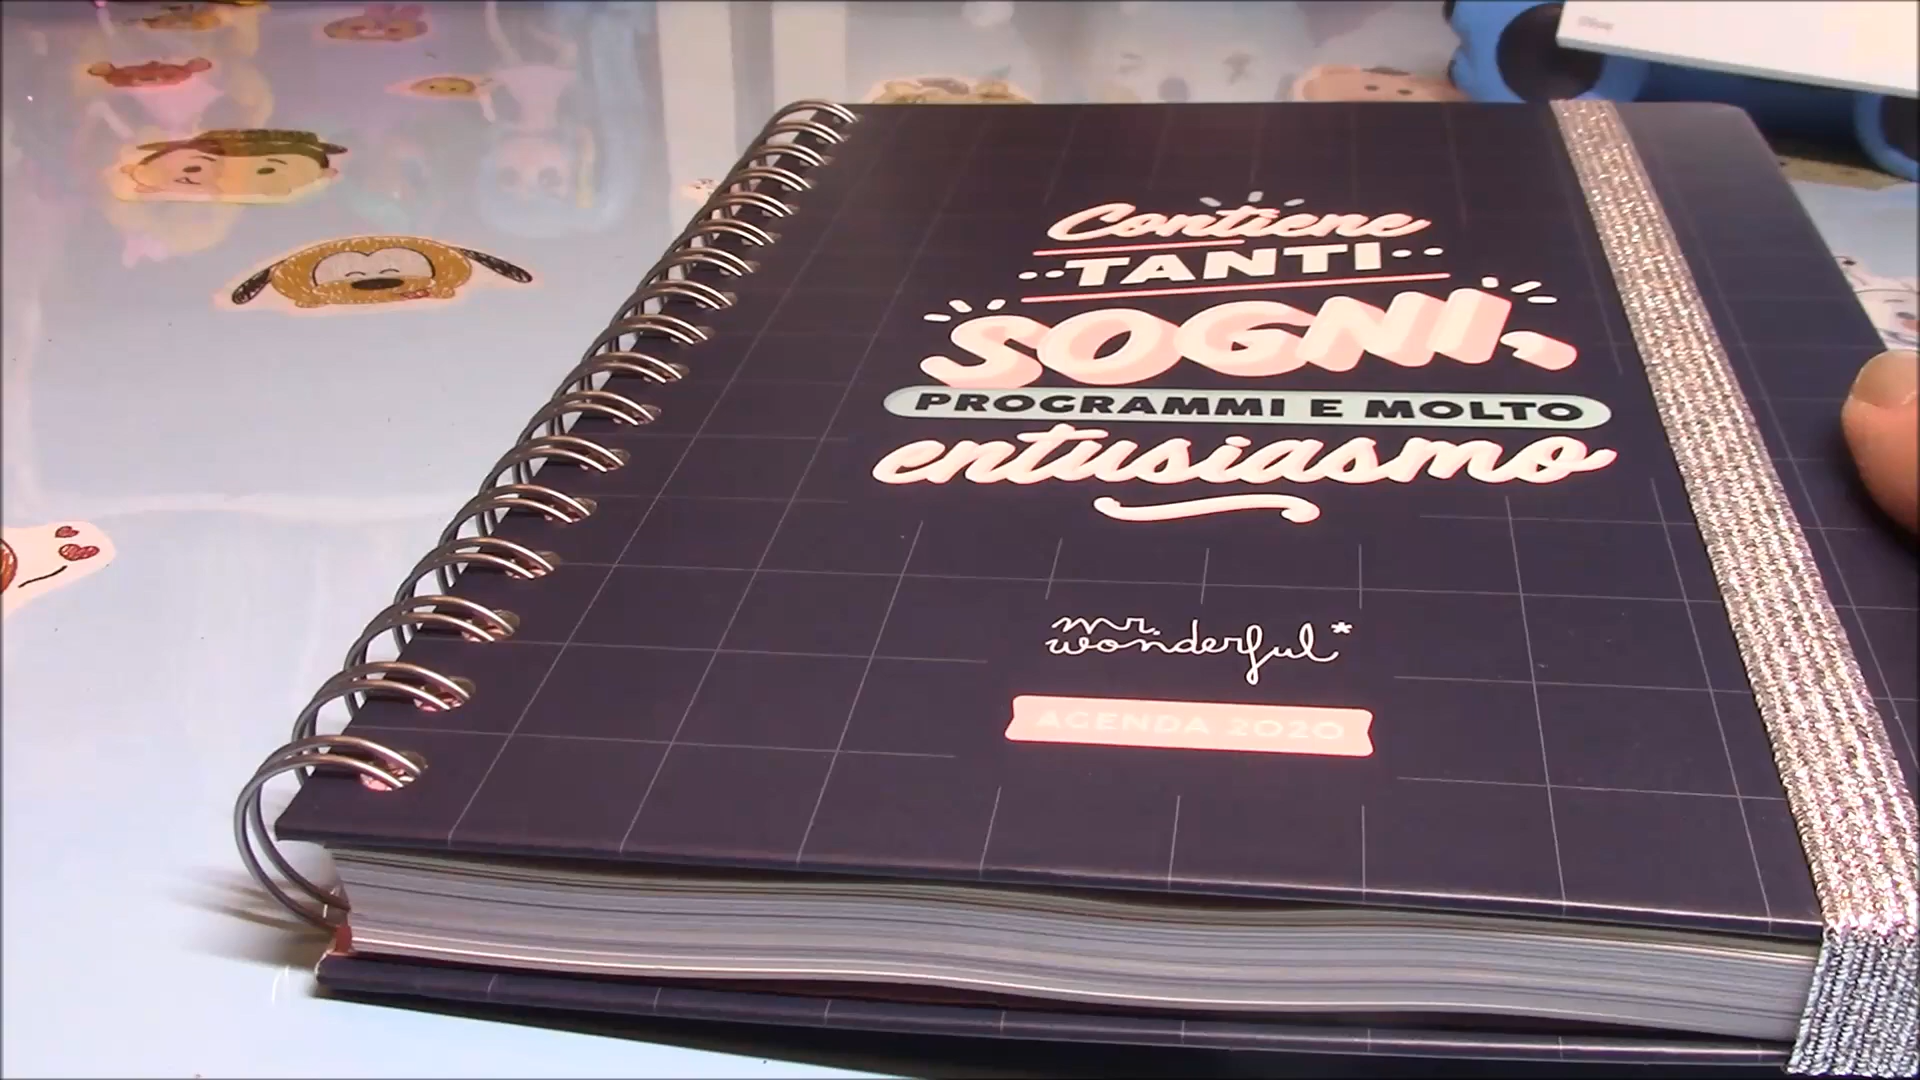 Contiene
TANTI
SOGNI,
PROGRAMMI E MOLTO
entusiasmo
mr.
wonderful*
AGENDA 2020